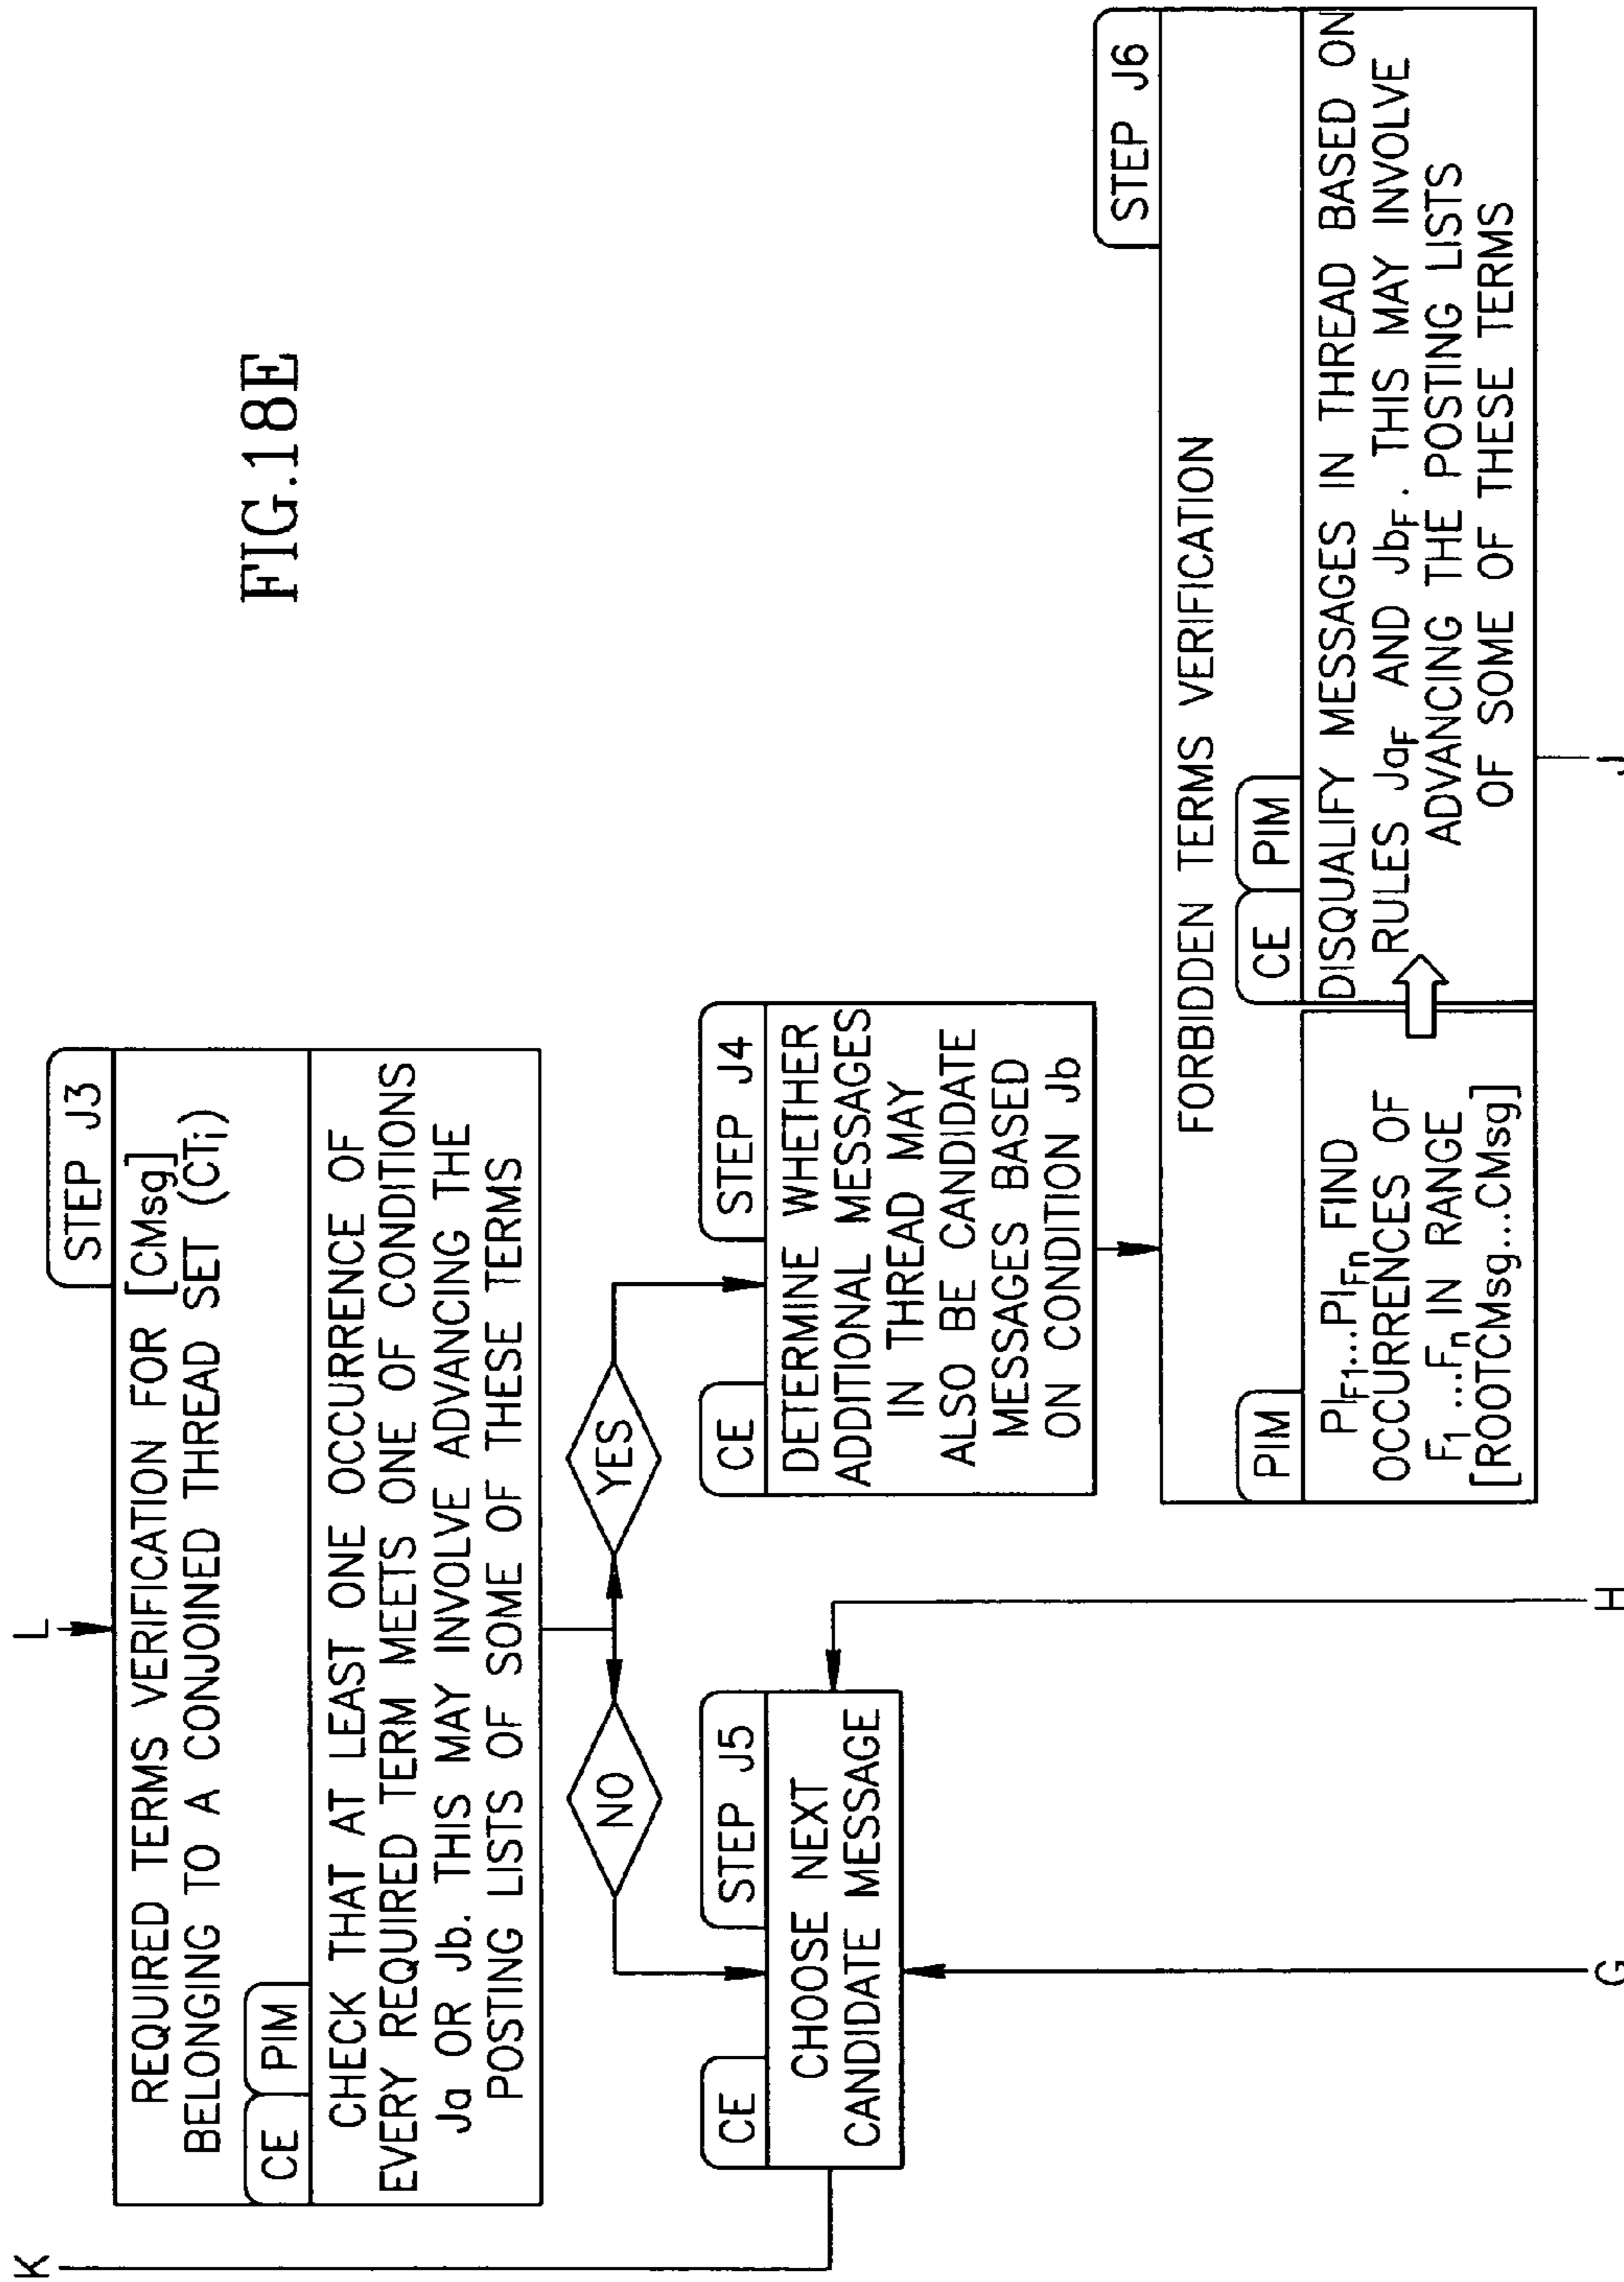 FIG.18E
K
L
STEP J3
REQUIRED TERMS VERIFICATION FOR [CMsg]
BELONGING TO A CONJOINED THREAD SET (CTi)
CE
PIM
CHECK THAT AT LEAST ONE OCCURRENCE OF
EVERY REQUIRED TERM MEETS ONE OF CONDITIONS
Ja OR Jb. THIS MAY INVOLVE ADVANCING THE
POSTING LISTS OF SOME OF THESE TERMS
NO
YES
CE
STEP J5
CHOOSE NEXT
CANDIDATE MESSAGE
CE
STEP J4
DETERMINE WHETHER
ADDITIONAL MESSAGES
IN THREAD MAY
ALSO BE CANDIDATE
MESSAGES BASED
ON CONDITION Jb
STEP J6
FORBIDDEN TERMS VERIFICATION
PIM
PIF1...PIFn FIND
OCCURRENCES OF
F1...Fn IN RANGE
[ROOTCMsg...CMsg]
CE
PIM
DISQUALIFY MESSAGES IN THREAD BASED ON
RULES JaF AND JbF. THIS MAY INVOLVE
ADVANCING THE POSTING LISTS
OF SOME OF THESE TERMS
G
H
J